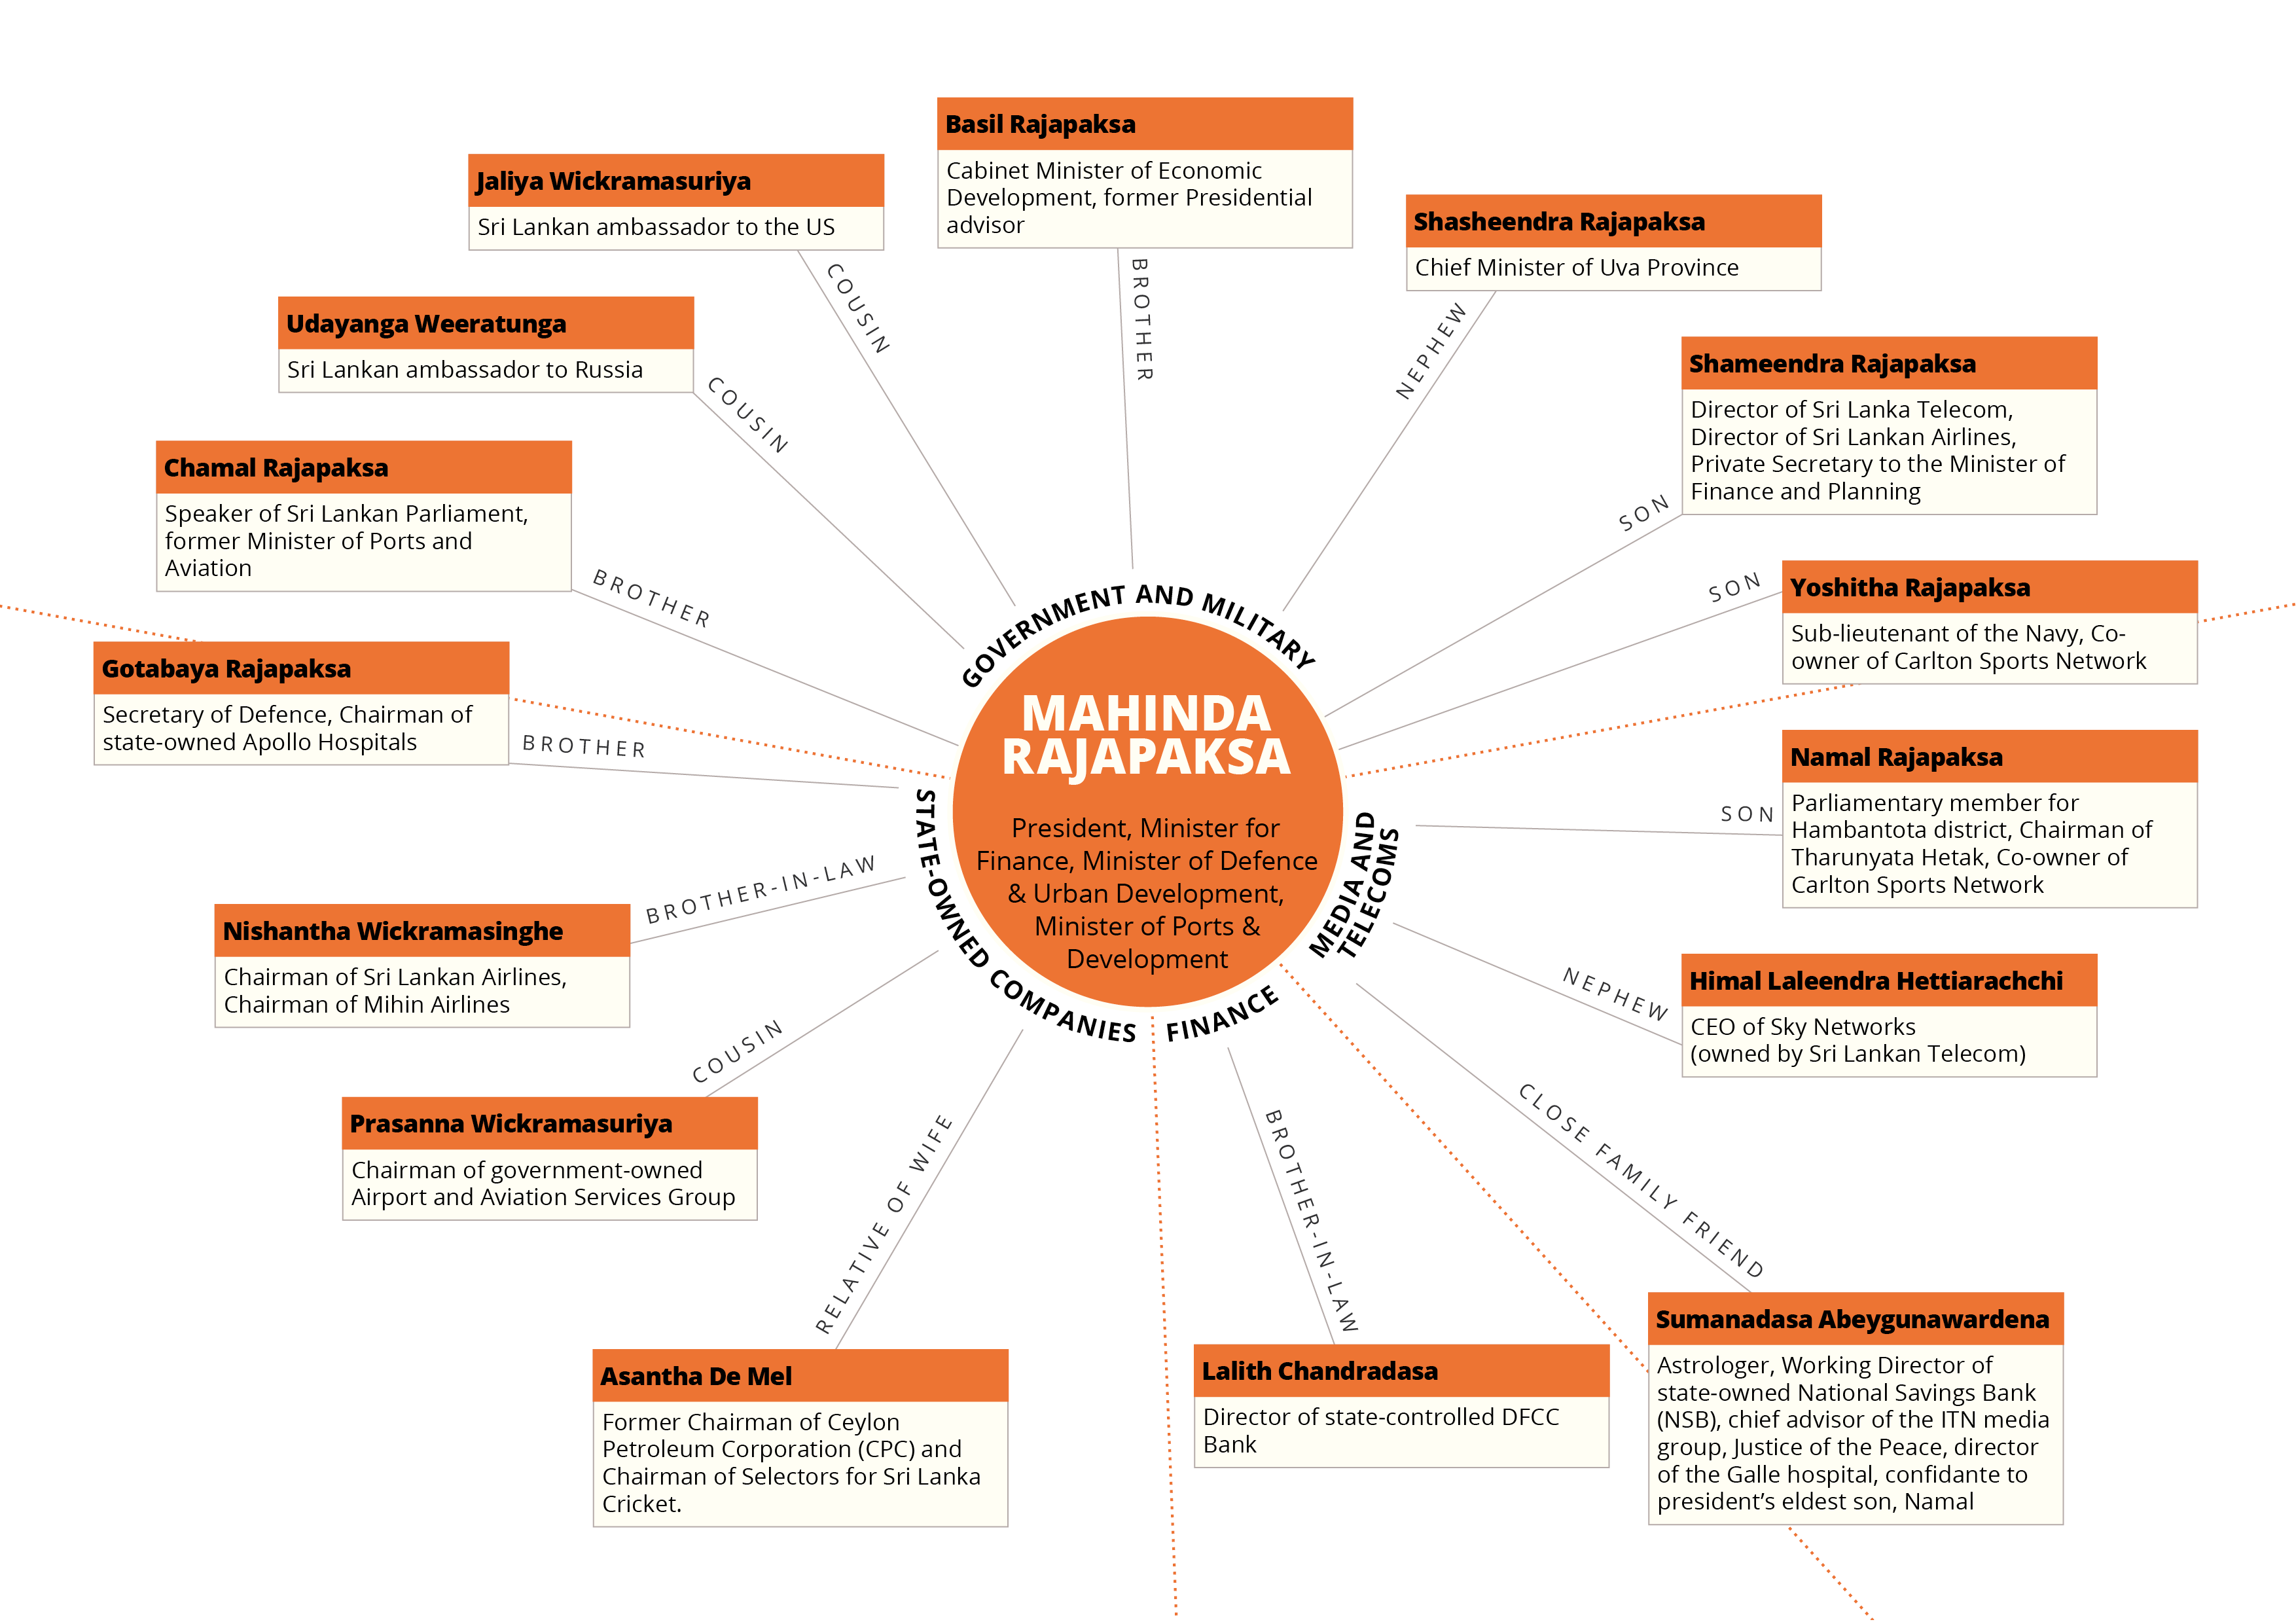 Basil Rajapaksa
Cabinet Minister of Economic
Development, former Presidential
advisor
BROTHER
Jaliya Wickramasuriya
Sri Lankan ambassador to the US
COUSIN
Shasheendra Rajapaksa
Chief Minister of Uva Province
NEPHEW
Udayanga Weeratunga
Sri Lankan ambassador to Russia
COUSIN
Shameendra Rajapaksa
Director of Sri Lanka Telecom,
Director of Sri Lankan Airlines,
Private Secretary to the Minister of
Finance and Planning
SON
Chamal Rajapaksa
Speaker of Sri Lankan Parliament,
former Minister of Ports and
Aviation
BROTHER
Yoshitha Rajapaksa
Sub-lieutenant of the Navy, Co-
owner of Carlton Sports Network
SON
Gotabaya Rajapaksa
Secretary of Defence, Chairman of
state-owned Apollo Hospitals
BROTHER
GOVERNMENT AND MILITARY
MAHINDA
RAJAPAKSA
President, Minister for
Finance, Minister of Defence
& Urban Development,
Minister of Ports &
Development
STATE-OWNED COMPANIES
FINANCE
MEDIA AND
TELECOMS
Namal Rajapaksa
Parliamentary member for
Hambantota district, Chairman of
Tharunyata Hetak, Co-owner of
Carlton Sports Network
SON
Nishantha Wickramasinghe
Chairman of Sri Lankan Airlines,
Chairman of Mihin Airlines
BROTHER-IN-LAW
Himal Laleendra Hettiarachchi
CEO of Sky Networks
(owned by Sri Lankan Telecom)
NEPHEW
Prasanna Wickramasuriya
Chairman of government-owned
Airport and Aviation Services Group
COUSIN
Asantha De Mel
Former Chairman of Ceylon
Petroleum Corporation (CPC) and
Chairman of Selectors for Sri Lanka
Cricket.
RELATIVE OF WIFE
Lalith Chandradasa
Director of state-controlled DFCC
Bank
BROTHER-IN-LAW
Sumanadasa Abeygunawardena
Astrologer, Working Director of
state-owned National Savings Bank
(NSB), chief advisor of the ITN media
group, Justice of the Peace, director
of the Galle hospital, confidante to
president’s eldest son, Namal
CLOSE FAMILY FRIEND